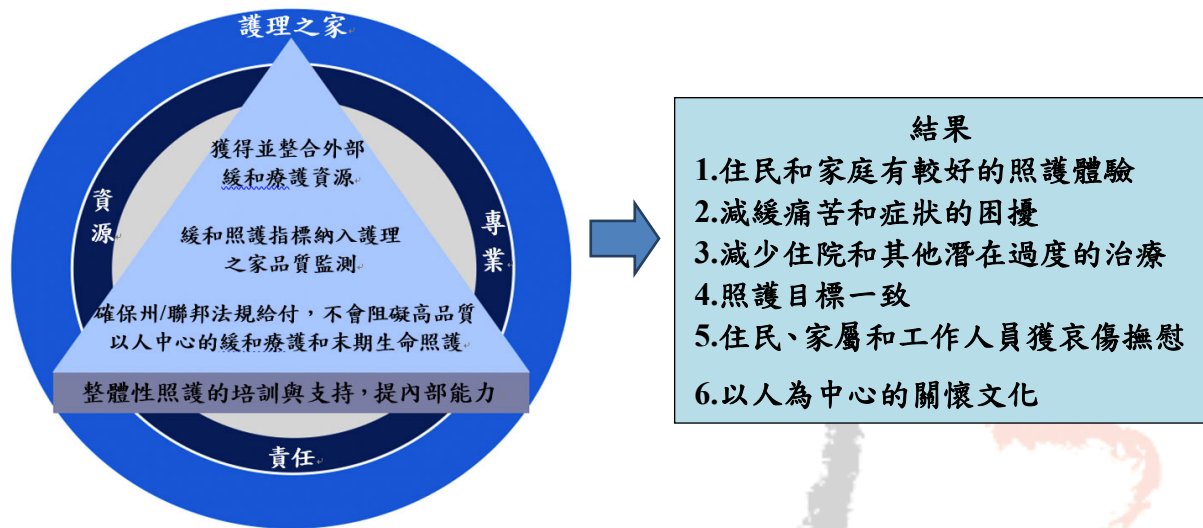 護理之家
獲得並整合外部
緩和療護資源
資源
專業
緩和照護指標納入護理
之家品質監測
確保州/聯邦法規給付，不會阻礙高品質
以人中心的緩和療護和末期生命照護
整體性照護的培訓與支持，提內部能力
責任
結果
1.住民和家庭有較好的照護體驗
2.減緩痛苦和症狀的困擾
3.減少住院和其他潛在過度的治療
4.照護目標一致
5.住民、家屬和工作人員獲哀傷撫慰
6.以人為中心的關懷文化